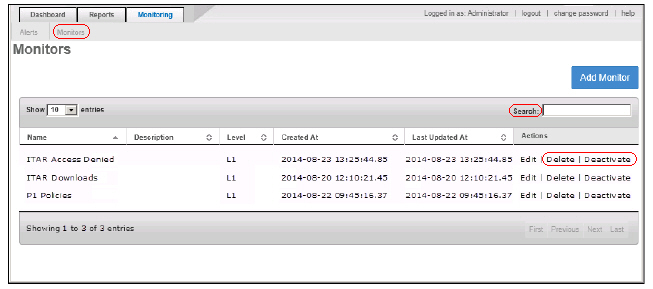 Dashboard Reports Monitoring Logged in as: Administrator | logout | change password | help
Alerts Monitors
Monitors
Add Monitor
Show 10 entries Search:
Name Description Level Created At Last Updated At Actions
ITAR Access Denied L1 2014-08-23 13:25:44.85 2014-08-23 13:25:44.85 Edit | Delete | Deactivate
ITAR Downloads L1 2014-08-20 12:10:21.45 2014-08-20 12:10:21.45 Edit | Delete | Deactivate
P1 Policies L1 2014-08-22 09:45:16.37 2014-08-22 09:45:16.37 Edit | Delete | Deactivate
Showing 1 to 3 of 3 entries First Previous Next Last